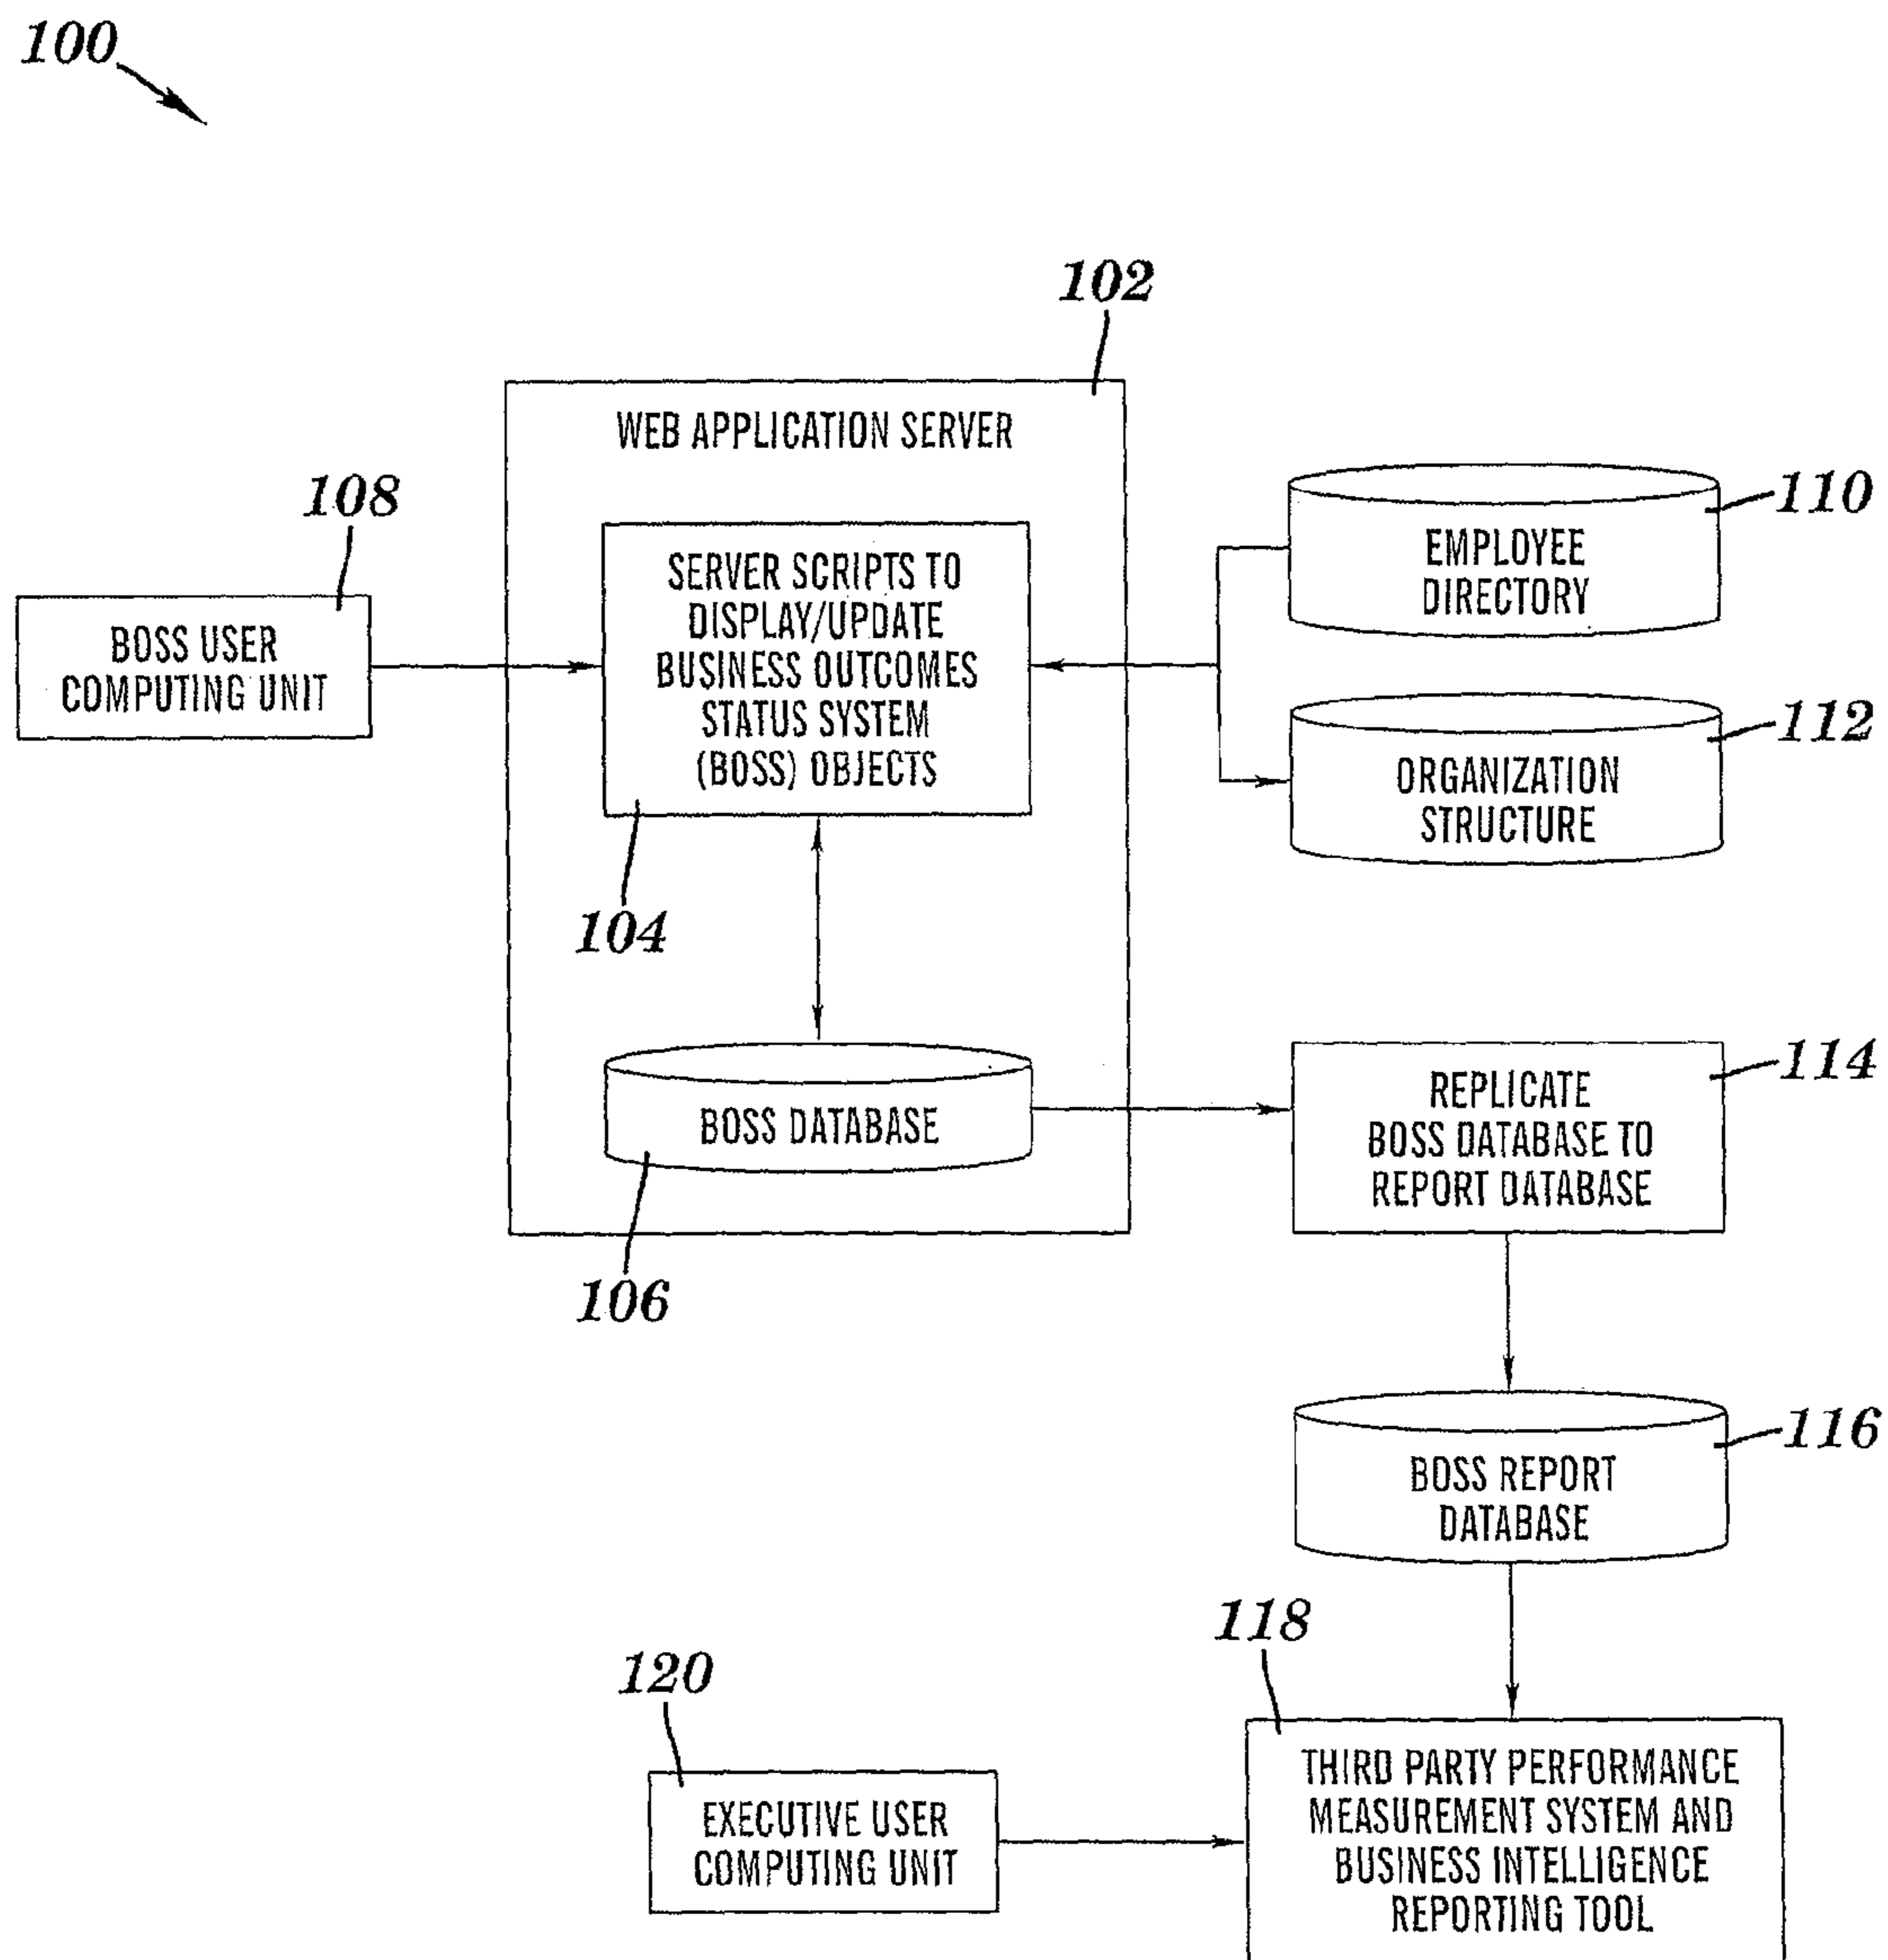 100
102
WEB APPLICATION SERVER
108
BOSS USER
COMPUTING UNIT
SERVER SCRIPTS TO
DISPLAY/UPDATE
BUSINESS OUTCOMES
STATUS SYSTEM
(BOSS) OBJECTS
104
110
EMPLOYEE
DIRECTORY
112
ORGANIZATION
STRUCTURE
BOSS DATABASE
106
114
REPLICATE
BOSS DATABASE TO
REPORT DATABASE
116
BOSS REPORT
DATABASE
118
120
EXECUTIVE USER
COMPUTING UNIT
THIRD PARTY PERFORMANCE
MEASUREMENT SYSTEM AND
BUSINESS INTELLIGENCE
REPORTING TOOL